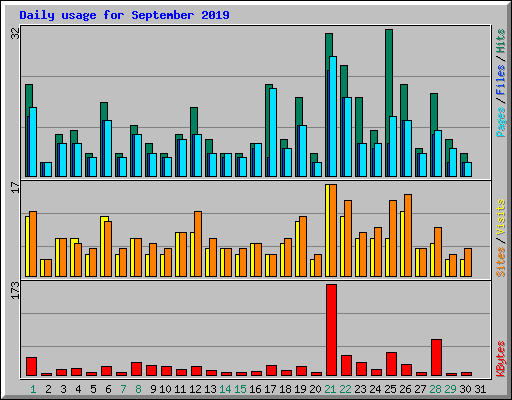 Daily usage for September 2019
32
17
173
Pages / Files / Hits
Sites / Visits
KBytes
1 2 3 4 5 6 7 8 9 10 11 12 13 14 15 16 17 18 19 20 21 22 23 24 25 26 27 28 29 30 31